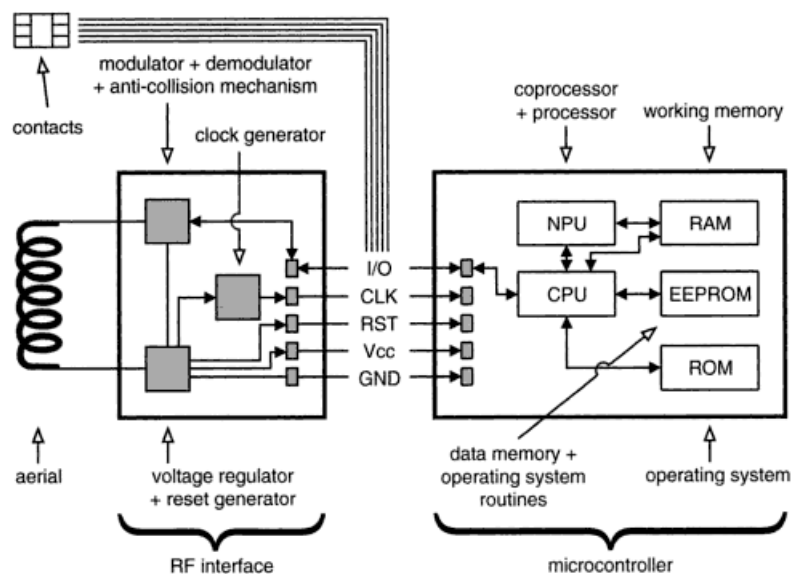 modulator + demodulator
+ anti-collision mechanism
contacts
clock generator
coprocessor
+ processor
working memory
NPU
RAM
I/O
CLK
CPU
EEPROM
RST
Vcc
ROM
GND
aerial
voltage regulator
+ reset generator
data memory +
operating system
routines
operating system
RF interface
microcontroller